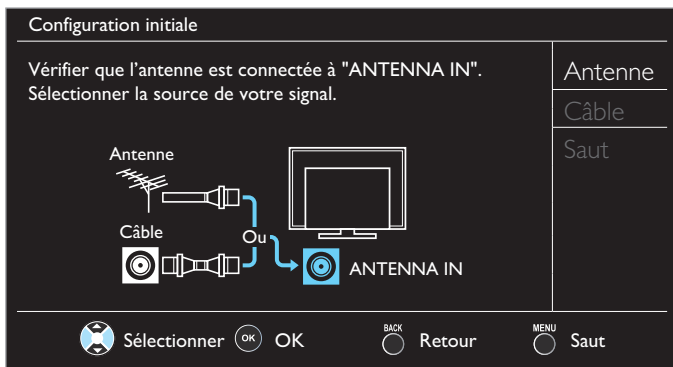 Configuration initiale
Vérifier que l'antenne est connectée à "ANTENNA IN".
Sélectionner la source de votre signal.
Antenne
Câble
Saut
Antenne
Câble
Ou
ANTENNA IN
Sélectionner
OK
OK
BACK
Retour
MENU
Saut